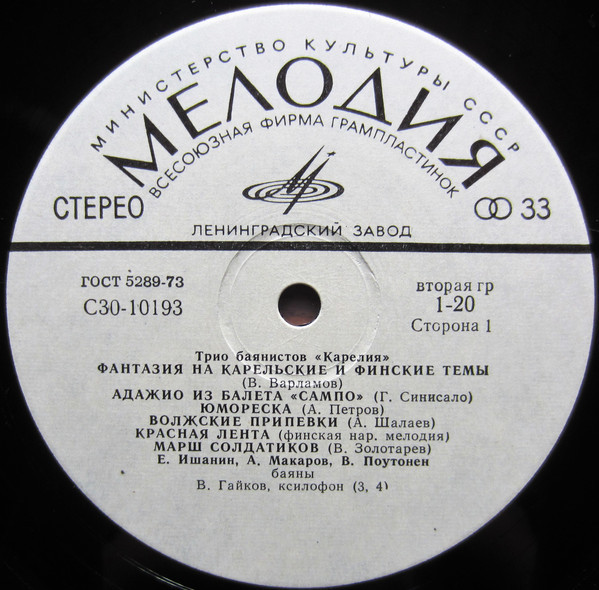 МИНИСТЕРСТВО КУЛЬТУРЫ СССР
МЕЛОДИЯ
ВСЕСОЮЗНАЯ ФИРМА ГРАМПЛАСТИНОК
СТЕРЕО
33
ЛЕНИНГРАДСКИЙ ЗАВОД
ГОСТ 5289-73
С30-10193
вторая гр
1-20
Сторона 1
Трио баянистов «Карелия»
ФАНТАЗИЯ НА КАРЕЛЬСКИЕ И ФИНСКИЕ ТЕМЫ
(В. Варламов)
АДАЖИО ИЗ БАЛЕТА «САМПО» (Г. Синисало)
ЮМОРЕСКА (А. Петров)
ВОЛЖСКИЕ ПРИПЕВКИ (А. Шалаев)
КРАСНАЯ ЛЕНТА (финская нар. мелодия)
МАРШ СОЛДАТИКОВ (В. Золотарев)
Е. Ишанин, А. Макаров, В. Поутонен
баяны
В. Гайков, ксилофон (3, 4)